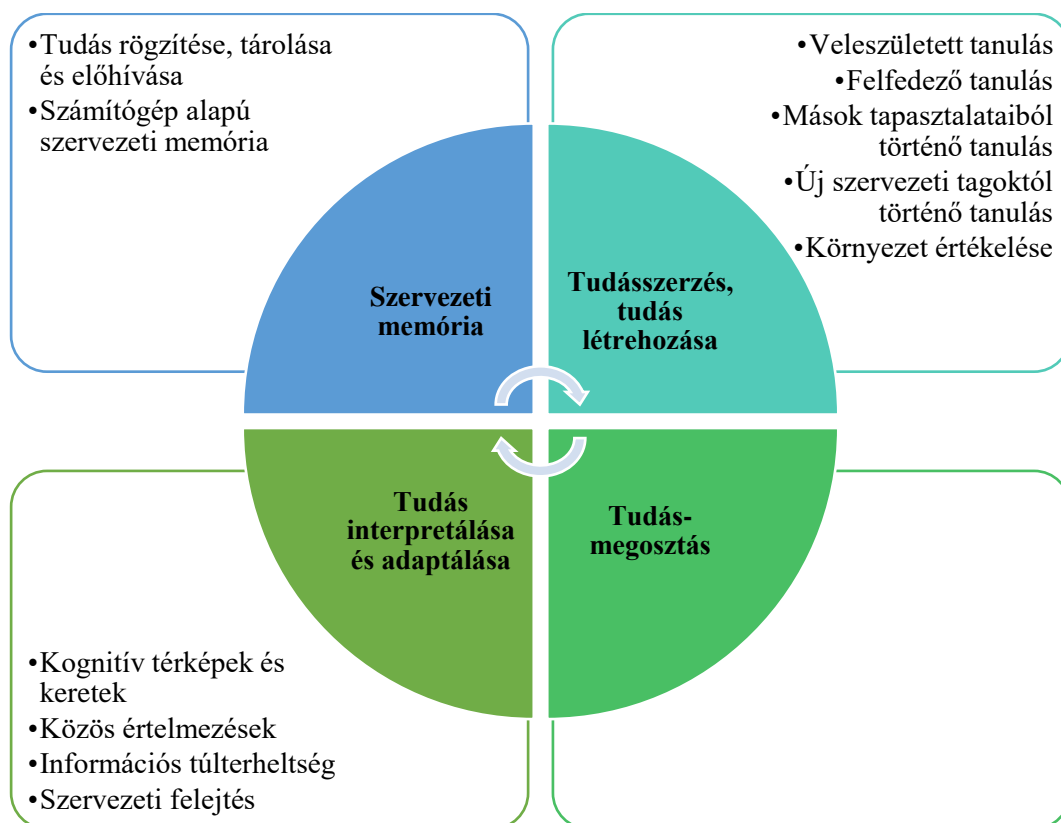 •Tudás rögzítése, tárolása
és előhívása
•Számítógép alapú
szervezeti memória
•Veleszületett tanulás
•Felfedező tanulás
•Mások tapasztalataiból
történő tanulás
•Új szervezeti tagoktól
történő tanulás
•Környezet értékelése
Szervezeti
memória
Tudásszerzés,
tudás
létrehozása
Tudás
interpretálása
és adaptálása
Tudás-
megosztás
•Kognitív térképek és
keretek
•Közös értelmezések
•Információs túlterheltség
•Szervezeti felejtés